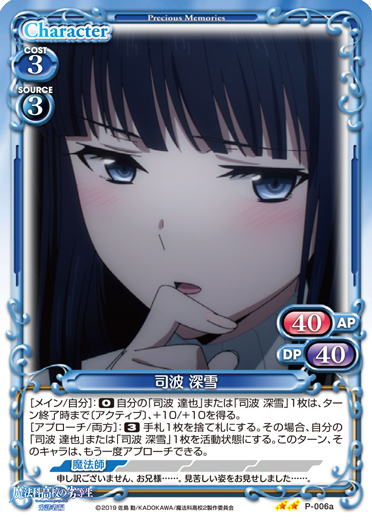 Precious Memories
Character
COST
3
SOURCE
3
40 AP
DP 40
司波 深雪
[メイン/自分]：0 自分の「司波 達也」または「司波 深雪」1枚は、ター
ン終了時まで〔アクティブ〕、+10/+10を得る。
[アプローチ/両方]：3 手札1枚を捨て札にする。その場合、自分の
「司波 達也」または「司波 深雪」1枚を活動状態にする。このターン、そ
のキャラは、もう一度アプローチできる。
魔法師
申し訳ございません、お兄様……。見苦しい姿をお見せしました……。
魔法科高校の劣等生
©2019 佐島 勤/KADOKAWA/魔法科高校2製作委員会
P-006a